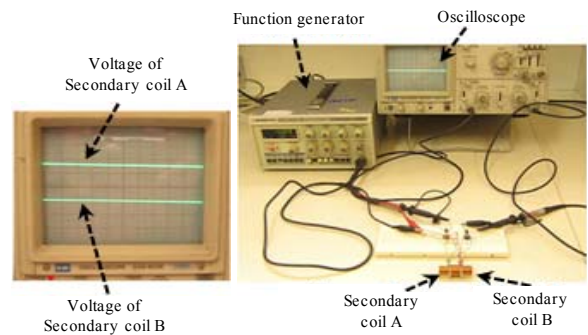 Function generator
Oscilloscope
Voltage of
Secondary coil A
Voltage of
Secondary coil B
Secondary
coil A
Secondary
coil B